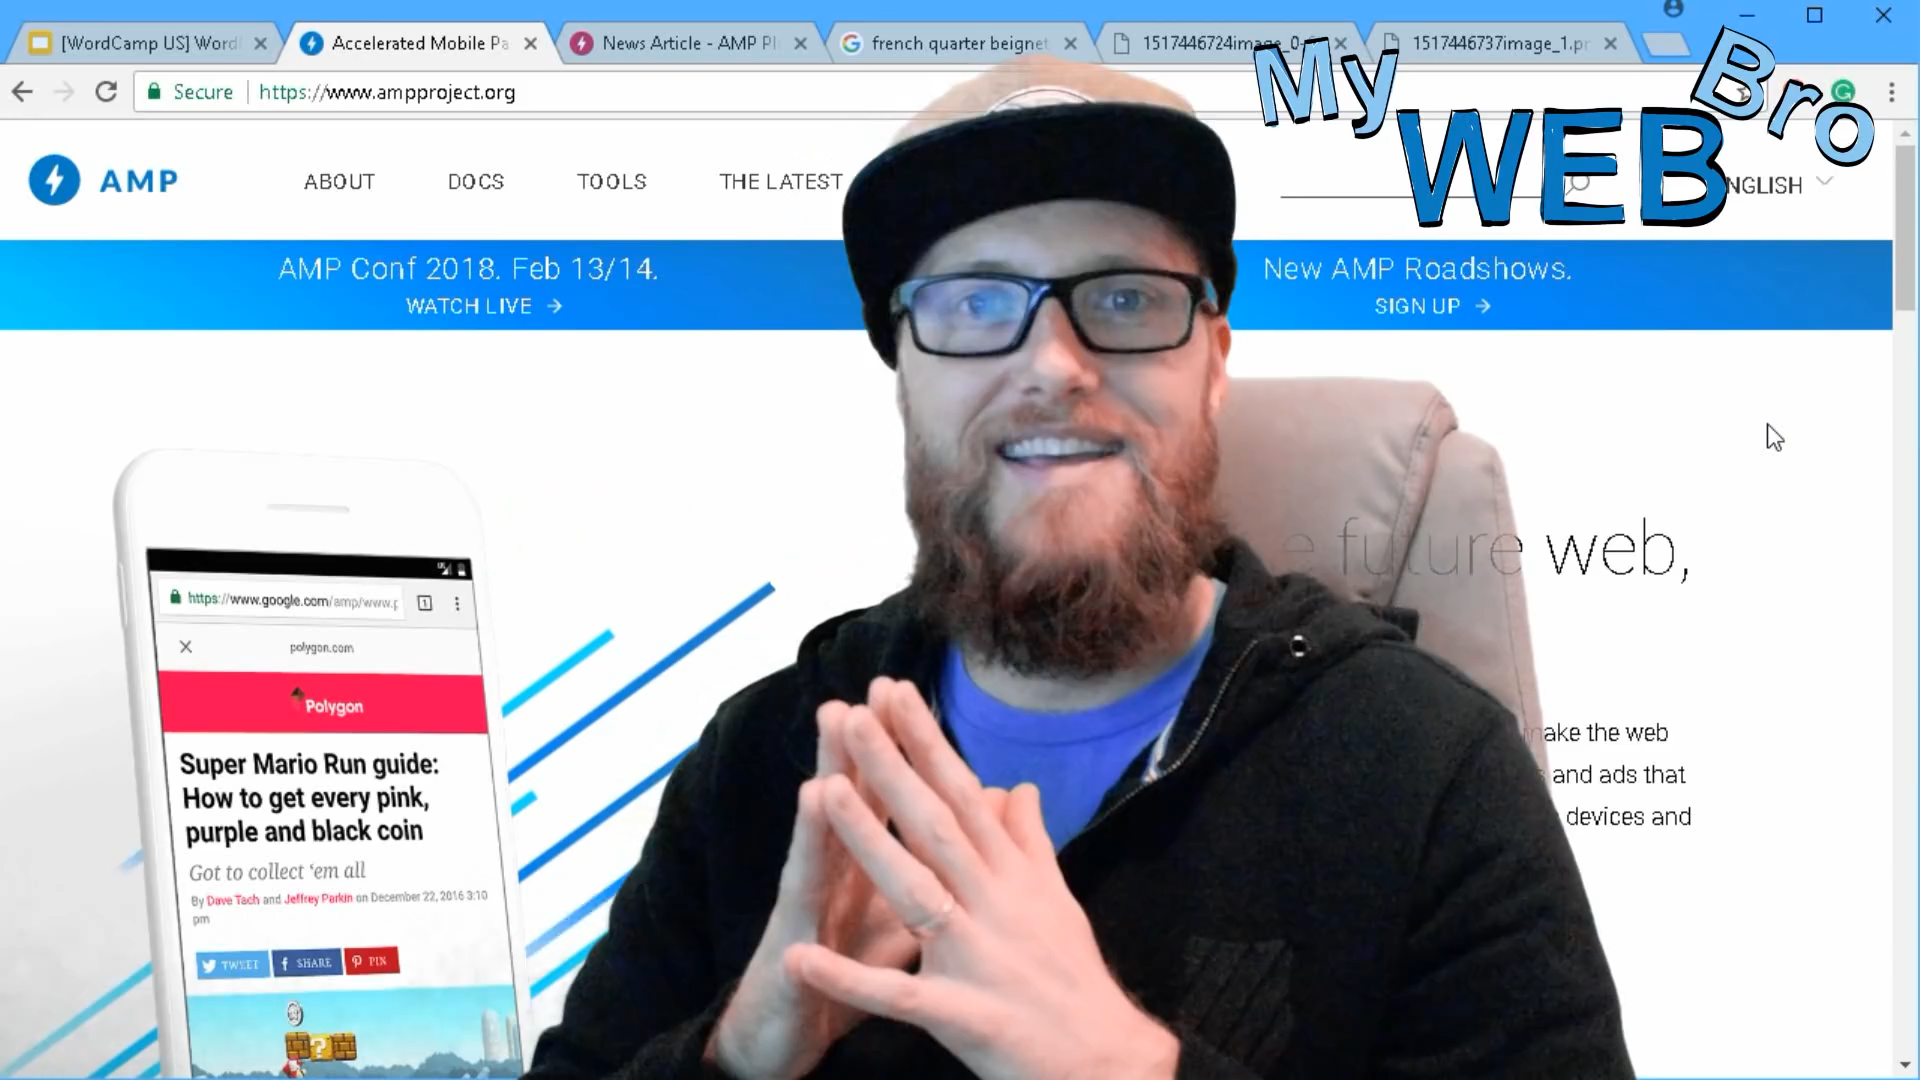 [WordCamp US] Word
Accelerated Mobile Pa
News Article - AMP Pl
french quarter beignet
1517446724image_0-
1517446737image_1.pr
My WEB Bro
Secure
https://www.ampproject.org
AMP
ABOUT
DOCS
TOOLS
THE LATEST
NGLISH
AMP Conf 2018. Feb 13/14.
WATCH LIVE
New AMP Roadshows.
SIGN UP
e future web,
ake the web
and ads that
devices and
https://www.google.com/amp/www.p
1
polygon.com
Polygon
Super Mario Run guide:
How to get every pink,
purple and black coin
Got to collect ‘em all
By Dave Tach and Jeffrey Parkin on December 22, 2016 3:10
pm
TWEET
SHARE
PIN
?